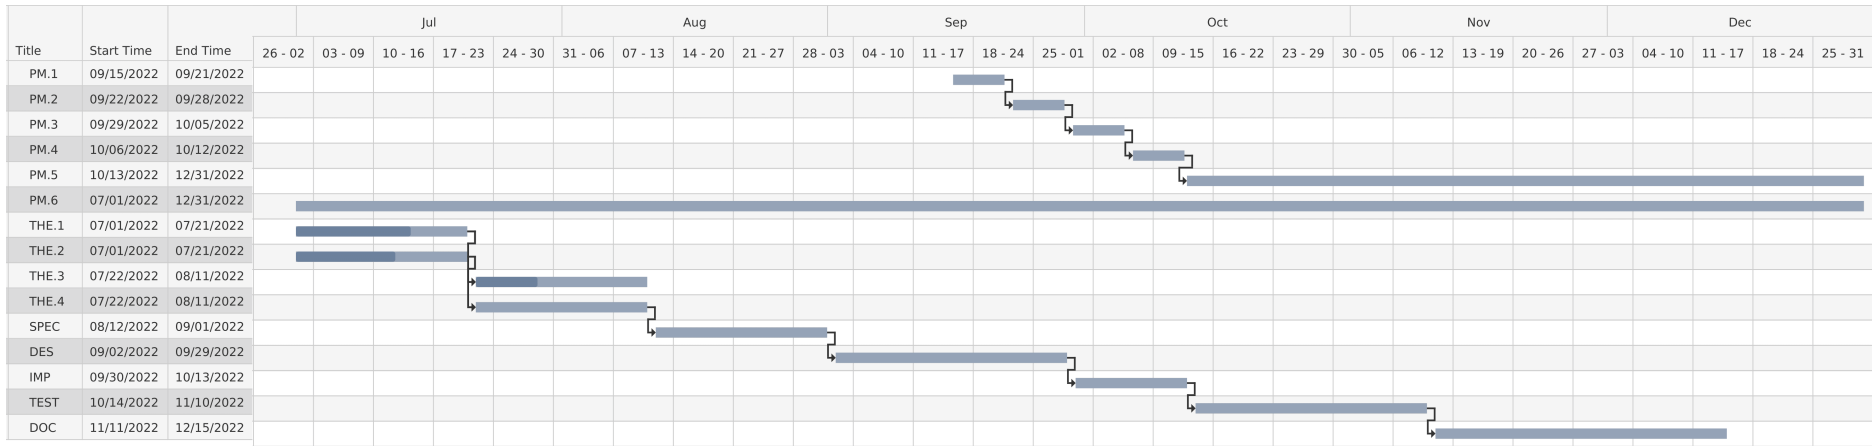 Jul Aug Sep Oct Nov Dec
Title Start Time End Time 26 - 02 03 - 09 10 - 16 17 - 23 24 - 30 31 - 06 07 - 13 14 - 20 21 - 27 28 - 03 04 - 10 11 - 17 18 - 24 25 - 01 02 - 08 09 - 15 16 - 22 23 - 29 30 - 05 06 - 12 13 - 19 20 - 26 27 - 03 04 - 10 11 - 17 18 - 24 25 - 31
PM.1 09/15/2022 09/21/2022
PM.2 09/22/2022 09/28/2022
PM.3 09/29/2022 10/05/2022
PM.4 10/06/2022 10/12/2022
PM.5 10/13/2022 12/31/2022
PM.6 07/01/2022 12/31/2022
THE.1 07/01/2022 07/21/2022
THE.2 07/01/2022 07/21/2022
THE.3 07/22/2022 08/11/2022
THE.4 07/22/2022 08/11/2022
SPEC 08/12/2022 09/01/2022
DES 09/02/2022 09/29/2022
IMP 09/30/2022 10/13/2022
TEST 10/14/2022 11/10/2022
DOC 11/11/2022 12/15/2022